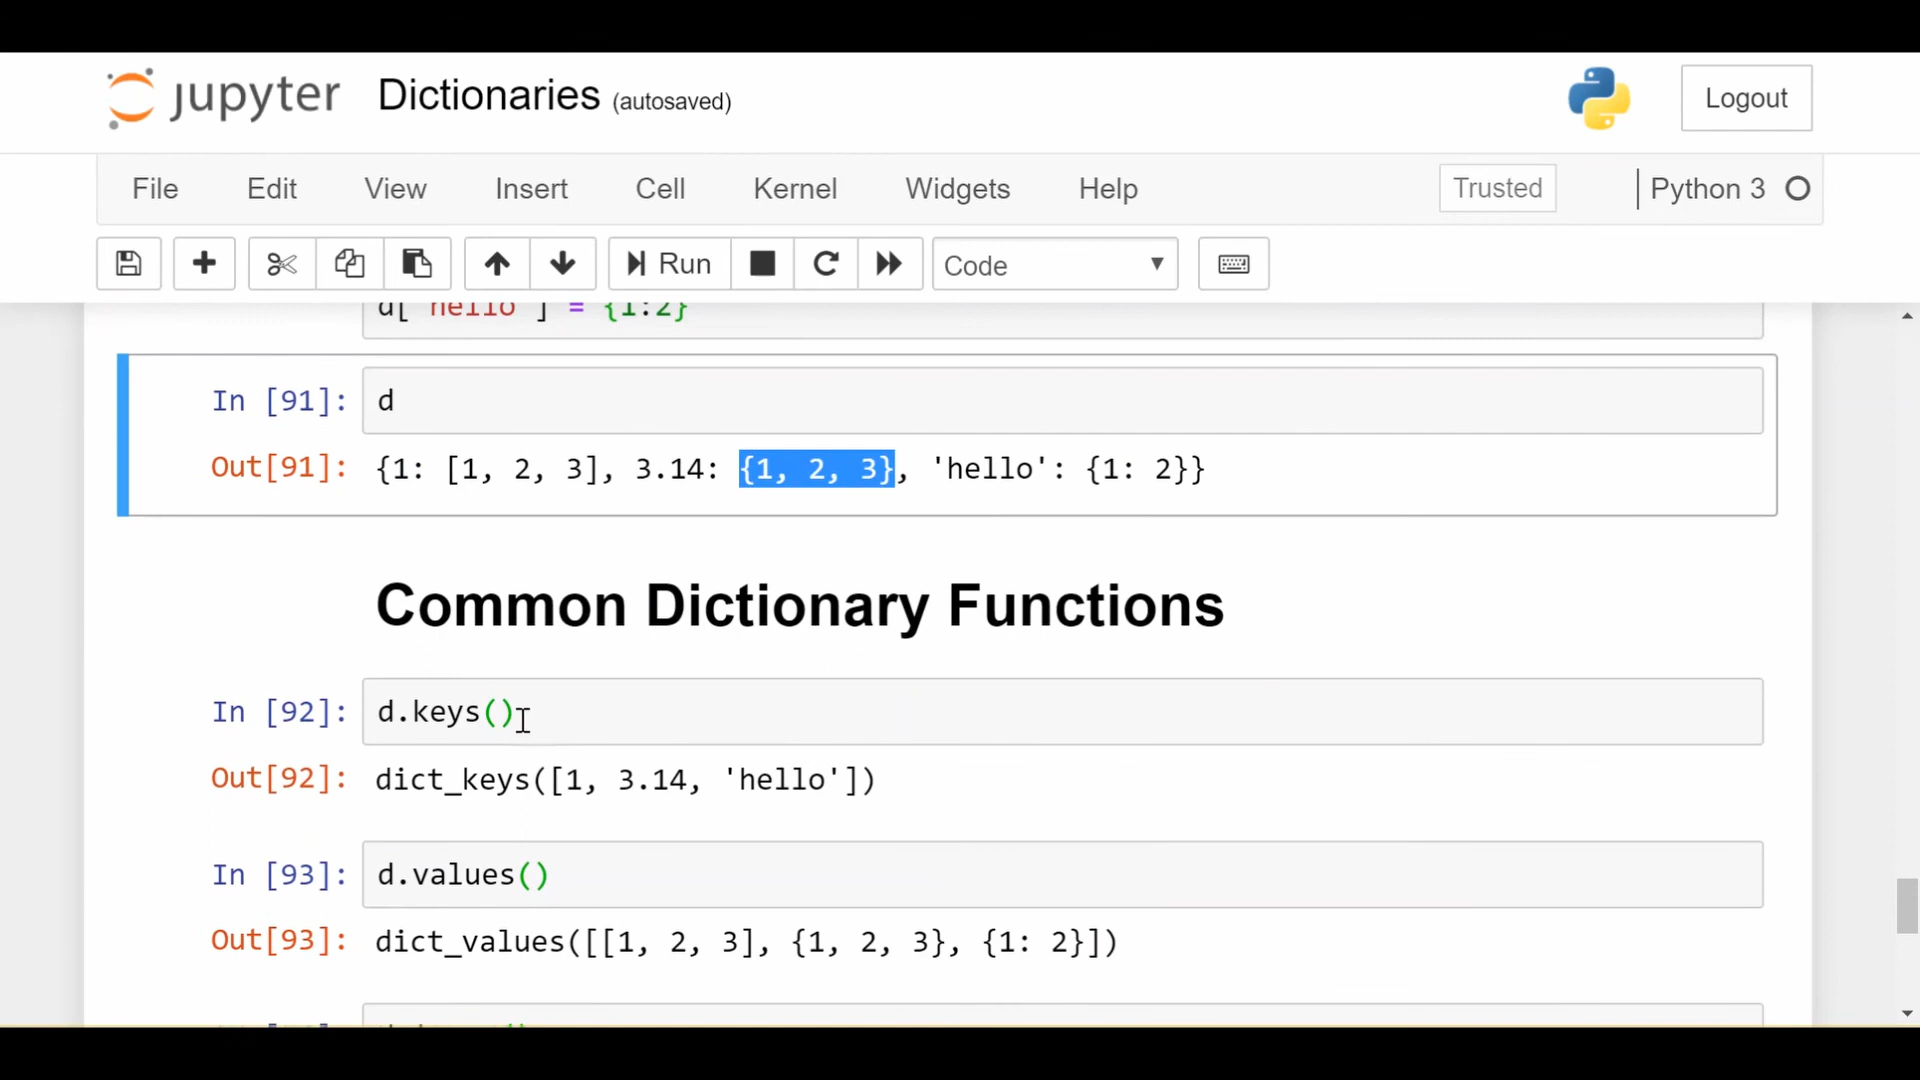 jupyter Dictionaries (autosaved) Logout
File Edit View Insert Cell Kernel Widgets Help Trusted Python 3
Run Code
d['hello'] = {1:2}
In [91]: d
Out[91]: {1: [1, 2, 3], 3.14: {1, 2, 3}, 'hello': {1: 2}}
Common Dictionary Functions
In [92]: d.keys()
Out[92]: dict_keys([1, 3.14, 'hello'])
In [93]: d.values()
Out[93]: dict_values([[1, 2, 3], {1, 2, 3}, {1: 2}])